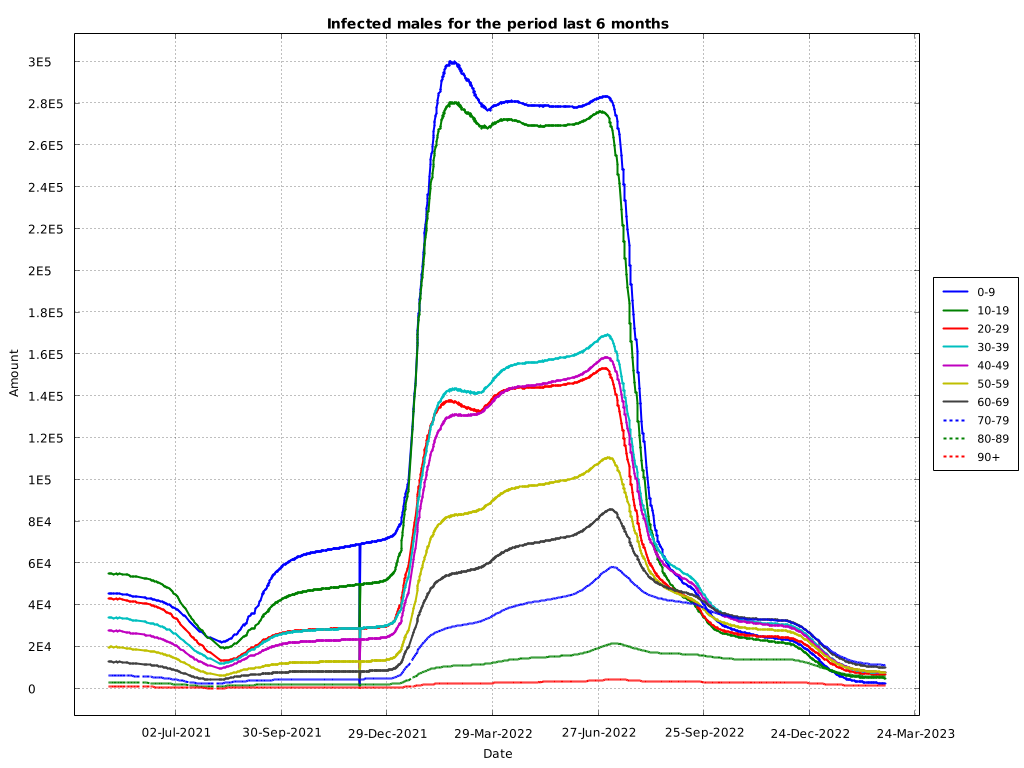 Infected males for the period last 6 months
3E5
2.8E5
2.6E5
2.4E5
2.2E5
2E5
1.8E5
1.6E5
1.4E5
1.2E5
1E5
8E4
6E4
4E4
2E4
0
Amount
02-Jul-2021 30-Sep-2021 29-Dec-2021 29-Mar-2022 27-Jun-2022 25-Sep-2022 24-Dec-2022 24-Mar-2023
Date
0-9
10-19
20-29
30-39
40-49
50-59
60-69
70-79
80-89
90+